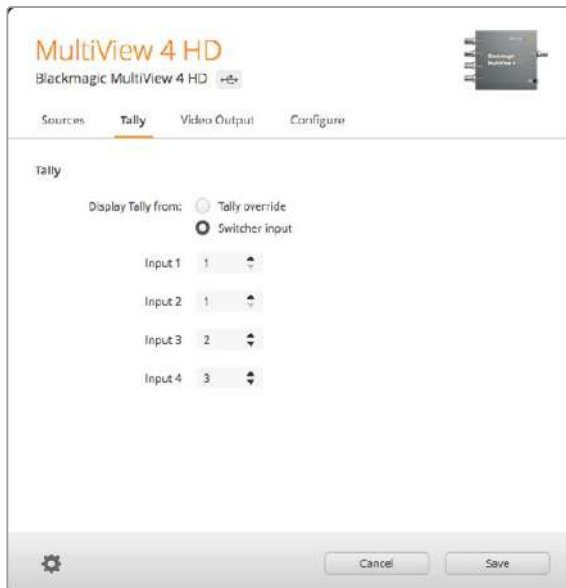 MultiView 4 HD
Blackmagic MultiView 4 HD
Sources Tally Video Output Configure
Tally
Display Tally from: Tally override
Switcher input
Input 1 1
Input 2 1
Input 3 2
Input 4 3
Cancel Save